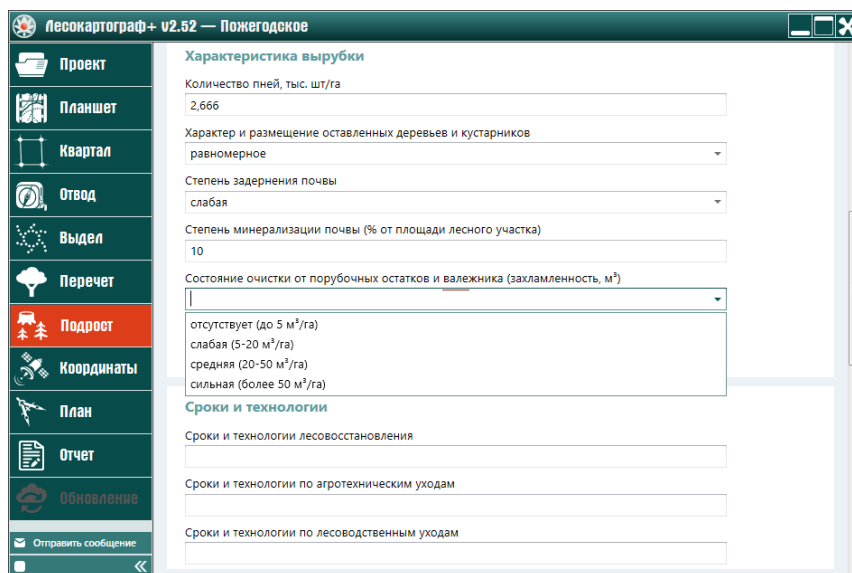 Лесокартограф+ v2.52 — Пожегодское
Проект
Планшет
Квартал
Отвод
Выдел
Перечет
Подрост
Координаты
План
Отчет
Обновление
Отправить сообщение
Характеристика вырубки
Количество пней, тыс. шт/га
2,666
Характер и размещение оставленных деревьев и кустарников
равномерное
Степень задернения почвы
слабая
Степень минерализации почвы (% от площади лесного участка)
10
Состояние очистки от порубочных остатков и валежника (захламленность, м³)
отсутствует (до 5 м³/га)
слабая (5-20 м³/га)
средняя (20-50 м³/га)
сильная (более 50 м³/га)
Сроки и технологии
Сроки и технологии лесовосстановления
Сроки и технологии по агротехническим уходам
Сроки и технологии по лесоводственным уходам